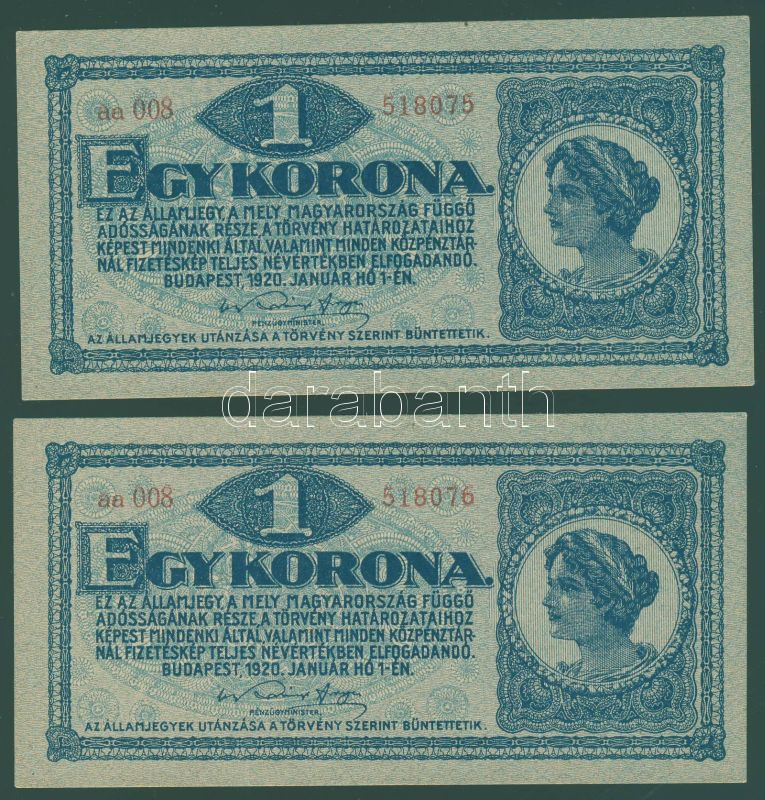 aa 008 1 518075
EGY KORONA.
EZ AZ ÁLLAMJEGY, A MELY MAGYARORSZÁG FÜGGŐ
ADÓSSÁGÁNAK RÉSZE A TÖRVÉNY HATÁROZATAIHOZ
KÉPEST MINDENKI ÁLTAL, VALAMINT MINDEN KÖZPÉNZTÁR-
NÁL FIZETÉSKÉP TELJES NÉVÉRTÉKBEN ELFOGADANDÓ.
BUDAPEST, 1920. JANUÁR HÓ 1-ÉN.
PÉNZÜGYMINISTER.
AZ ÁLLAMJEGYEK UTÁNZÁSA A TÖRVÉNY SZERINT BÜNTETTETIK.
darabanth
aa 008 1 518076
EGY KORONA.
EZ AZ ÁLLAMJEGY, A MELY MAGYARORSZÁG FÜGGŐ
ADÓSSÁGÁNAK RÉSZE A TÖRVÉNY HATÁROZATAIHOZ
KÉPEST MINDENKI ÁLTAL, VALAMINT MINDEN KÖZPÉNZTÁR-
NÁL FIZETÉSKÉP TELJES NÉVÉRTÉKBEN ELFOGADANDÓ.
BUDAPEST, 1920. JANUÁR HÓ 1-ÉN.
PÉNZÜGYMINISTER.
AZ ÁLLAMJEGYEK UTÁNZÁSA A TÖRVÉNY SZERINT BÜNTETTETIK.